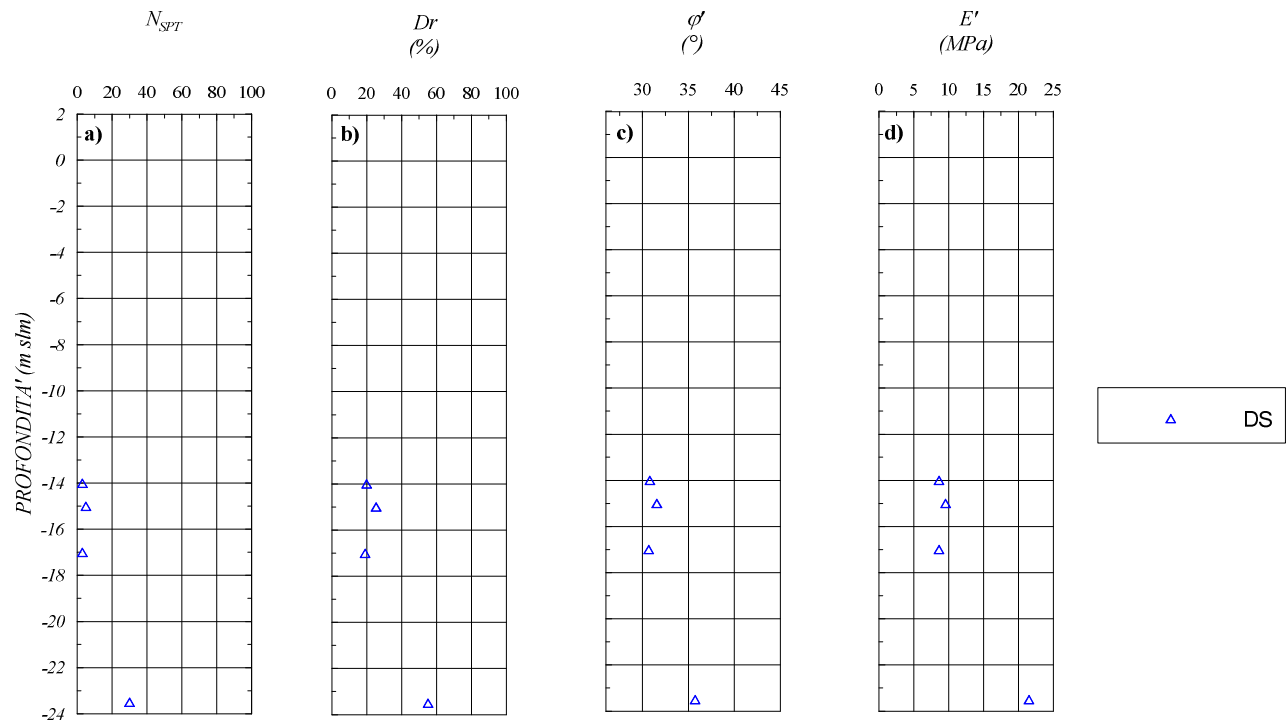 N_SPT
Dr
(%)
φ'
(°)
E'
(MPa)
0 20 40 60 80 100
0 20 40 60 80 100
30 35 40 45
0 5 10 15 20 25
a)
b)
c)
d)
PROFONDITA' (m slm)
2
0
-2
-4
-6
-8
-10
-12
-14
-16
-18
-20
-22
-24
DS